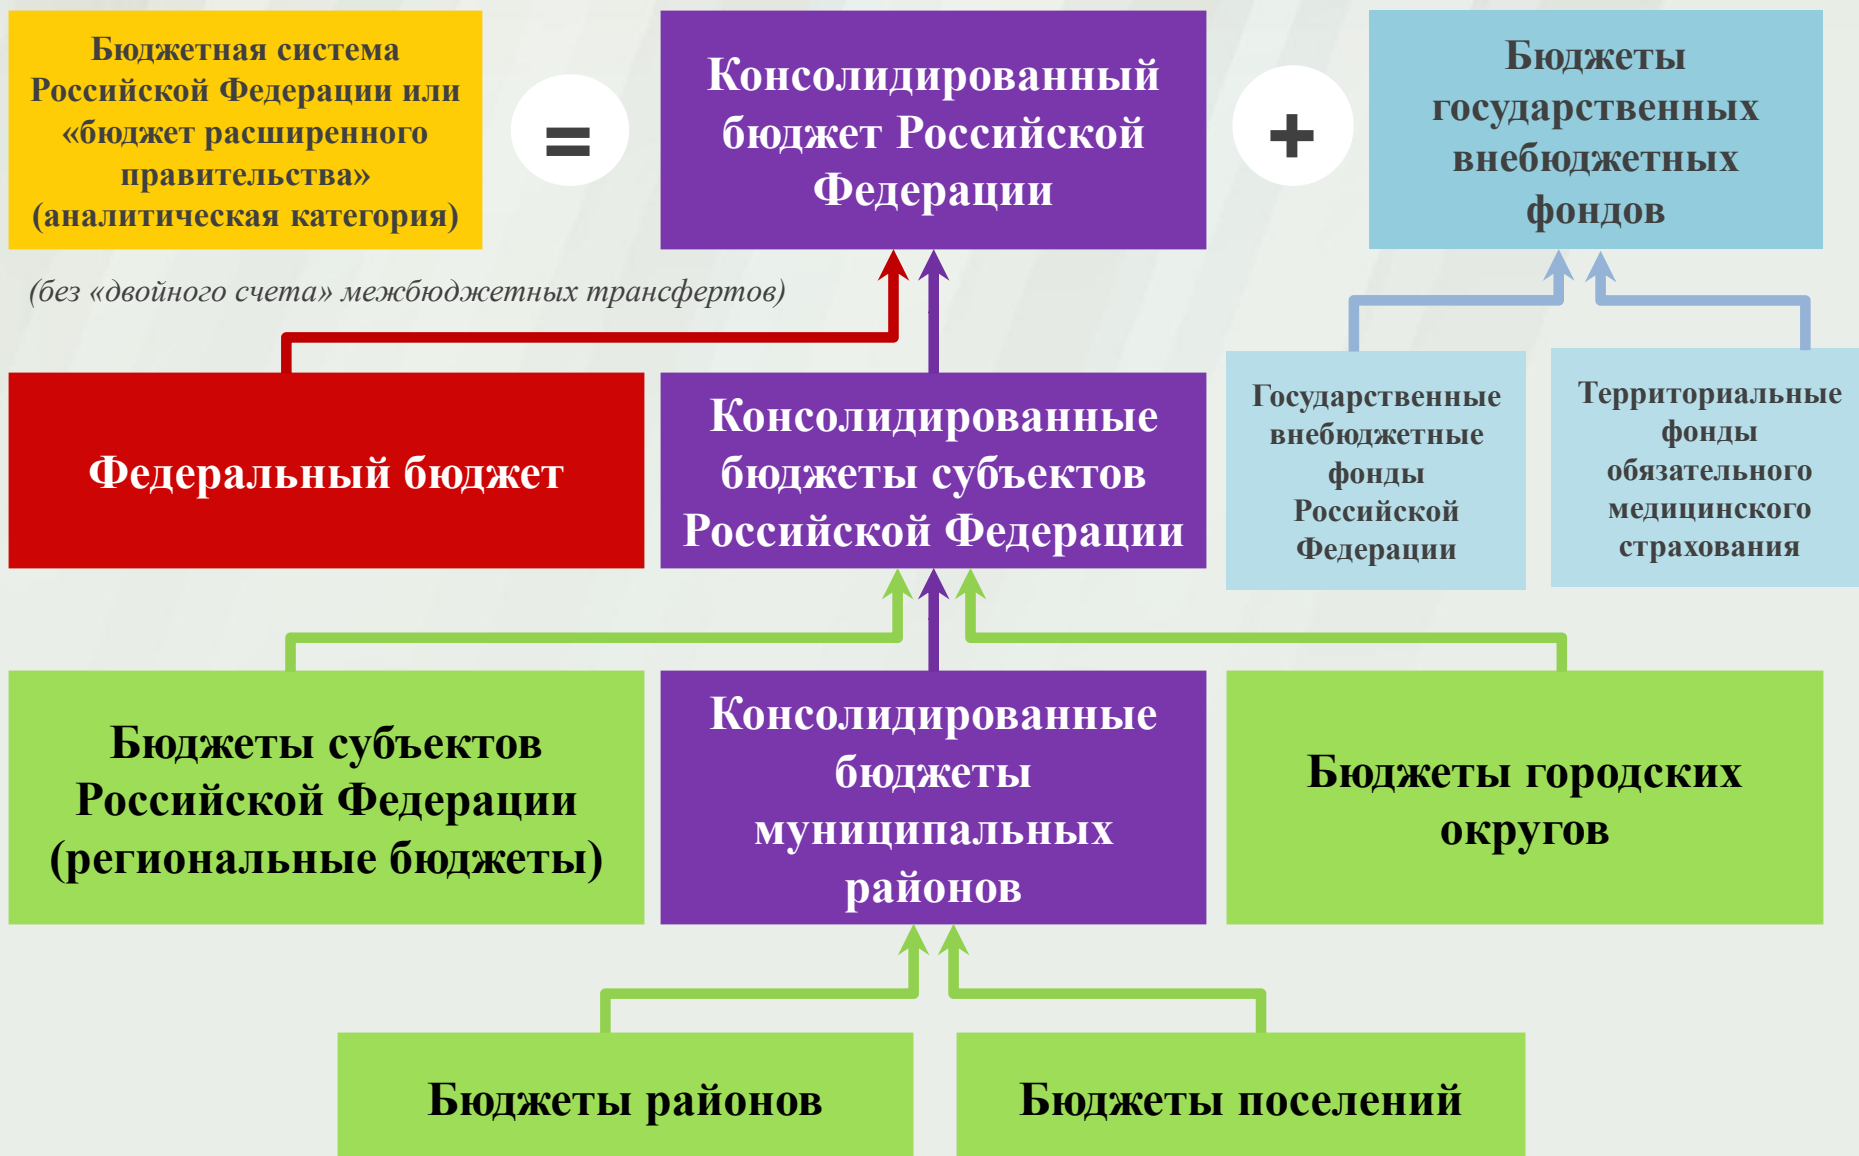 Бюджетная система
Российской Федерации или
«бюджет расширенного
правительства»
(аналитическая категория)
=
Консолидированный
бюджет Российской
Федерации
+
Бюджеты
государственных
внебюджетных
фондов
(без «двойного счета» межбюджетных трансфертов)
Федеральный бюджет
Консолидированные
бюджеты субъектов
Российской Федерации
Государственные
внебюджетные
фонды
Российской
Федерации
Территориальные
фонды
обязательного
медицинского
страхования
Бюджеты субъектов
Российской Федерации
(региональные бюджеты)
Консолидированные
бюджеты
муниципальных
районов
Бюджеты городских
округов
Бюджеты районов
Бюджеты поселений